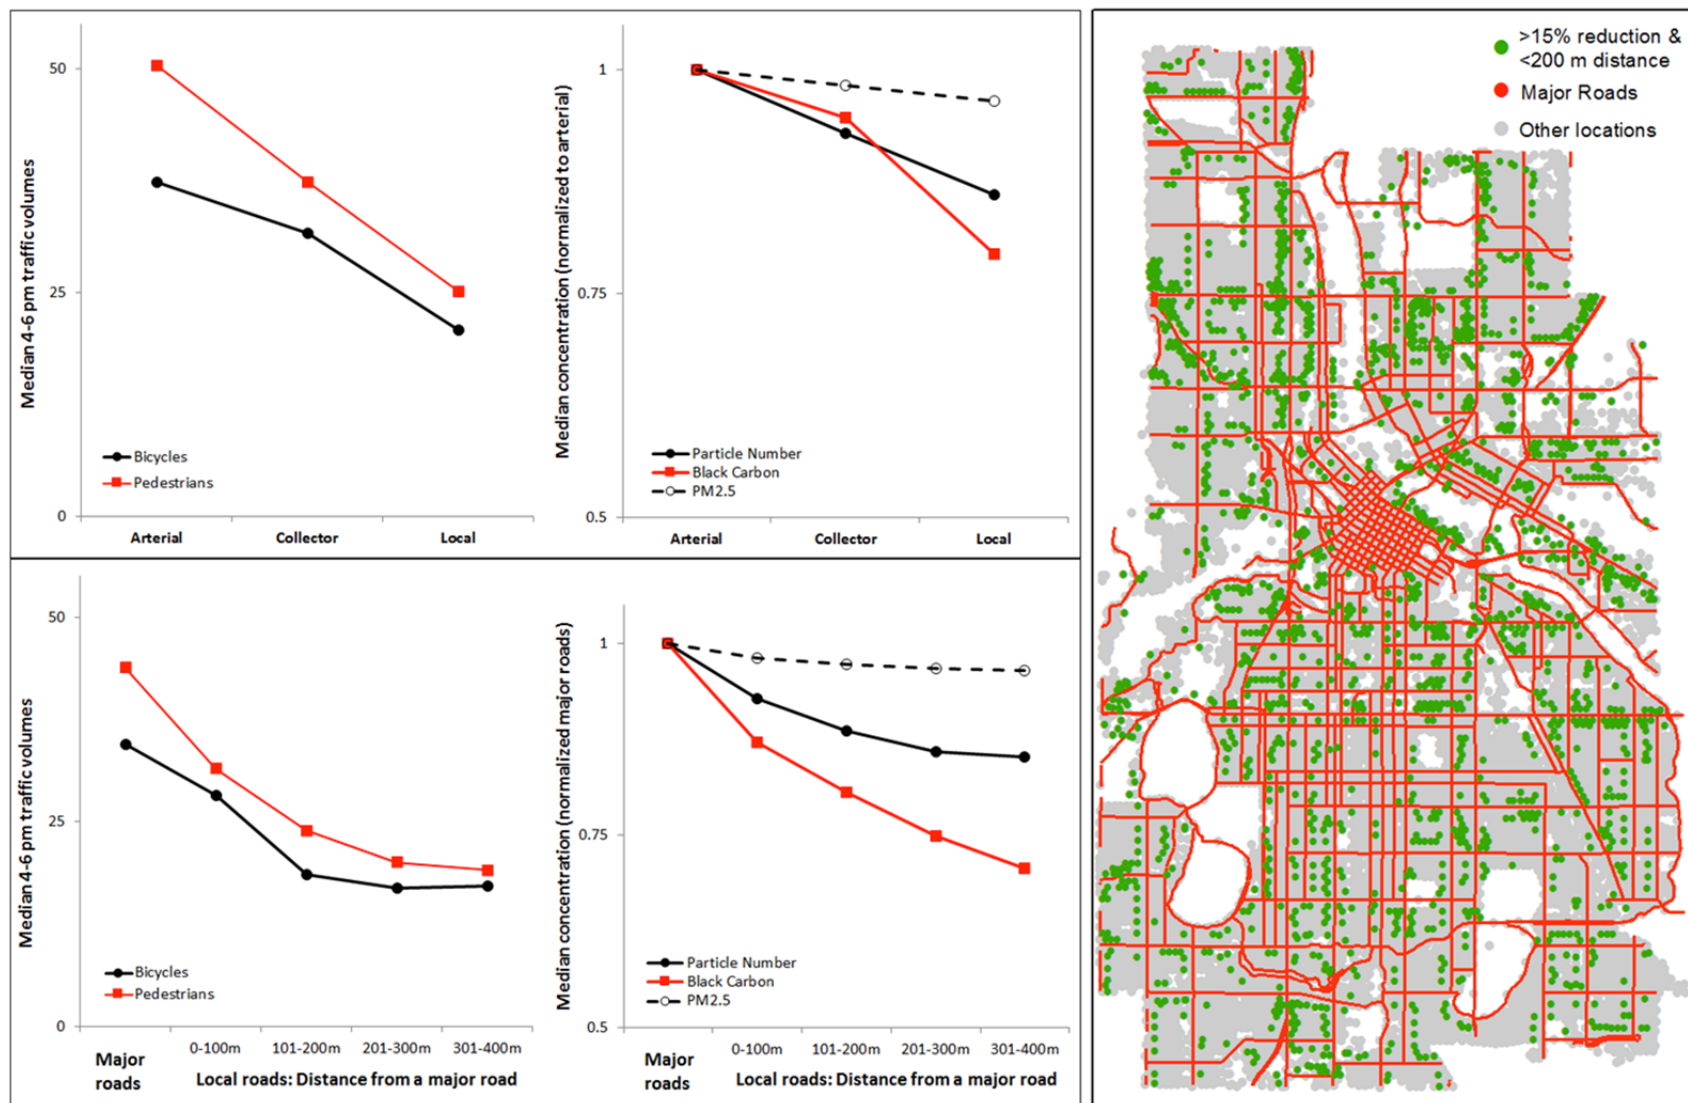 Median 4-6 pm traffic volumes
50
25
0
Bicycles
Pedestrians
Arterial Collector Local
Median concentration (normalized to arterial)
1
0.75
0.5
Particle Number
Black Carbon
PM2.5
Arterial Collector Local
Median 4-6 pm traffic volumes
50
25
0
Bicycles
Pedestrians
Major
roads
0-100m 101-200m 201-300m 301-400m
Local roads: Distance from a major road
Median concentration (normalized major roads)
1
0.75
0.5
Particle Number
Black Carbon
PM2.5
Major
roads
0-100m 101-200m 201-300m 301-400m
Local roads: Distance from a major road
>15% reduction &
<200 m distance
Major Roads
Other locations